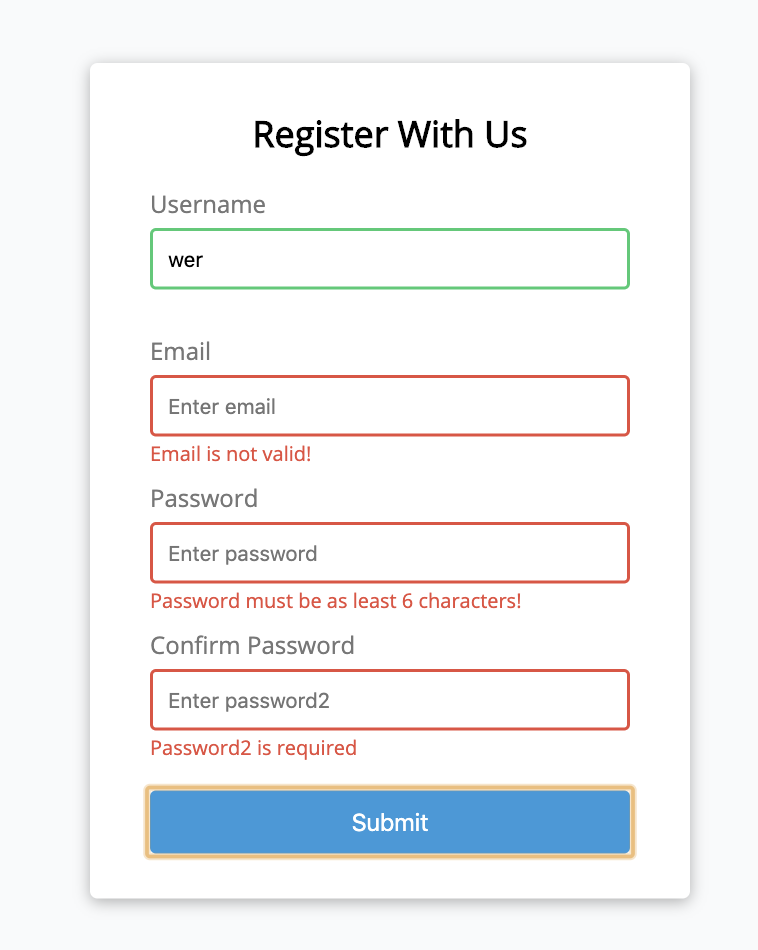 Register With Us
Username
wer
Email
Enter email
Email is not valid!
Password
Enter password
Password must be as least 6 characters!
Confirm Password
Enter password2
Password2 is required
Submit